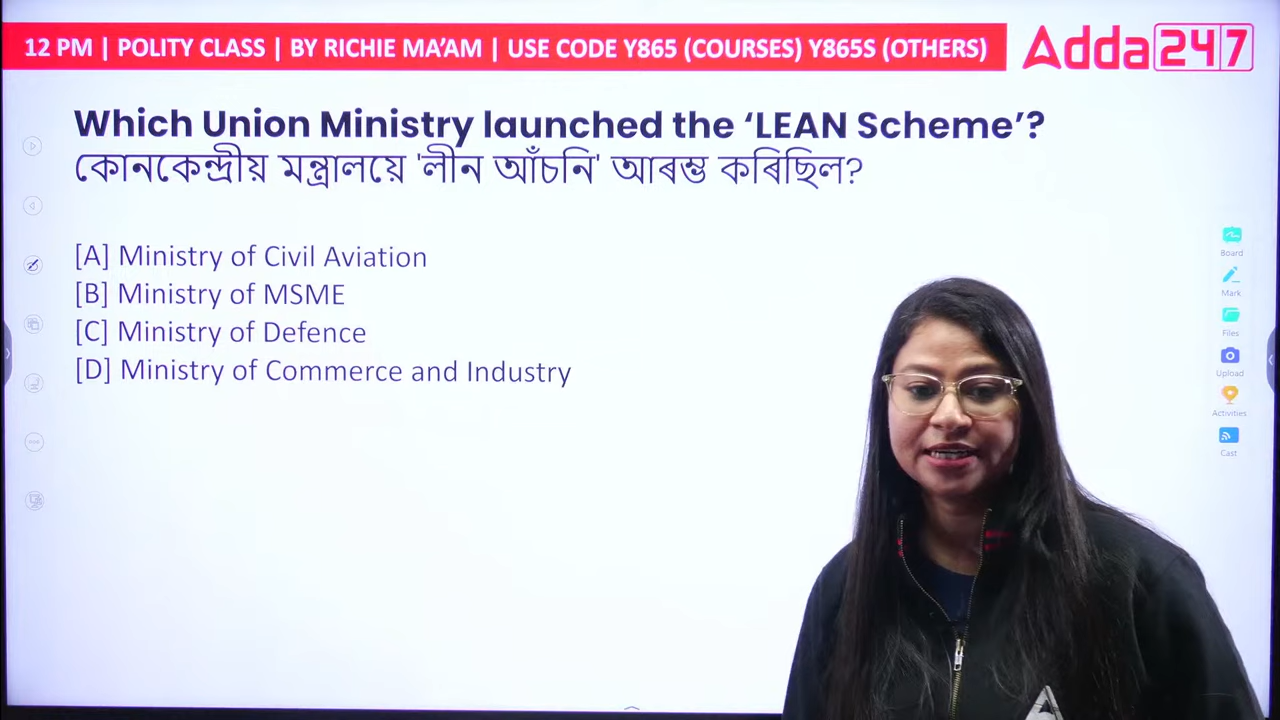 12 PM | POLITY CLASS | BY RICHIE MA'AM | USE CODE Y865 (COURSES) Y865S (OTHERS)
Adda247
Which Union Ministry launched the ‘LEAN Scheme’?
কোনকেন্দ্ৰীয় মন্ত্ৰালয়ে 'লীন আঁচনি' আৰম্ভ কৰিছিল?
[A] Ministry of Civil Aviation
[B] Ministry of MSME
[C] Ministry of Defence
[D] Ministry of Commerce and Industry
Board
Mark
Files
Upload
Activities
Cast